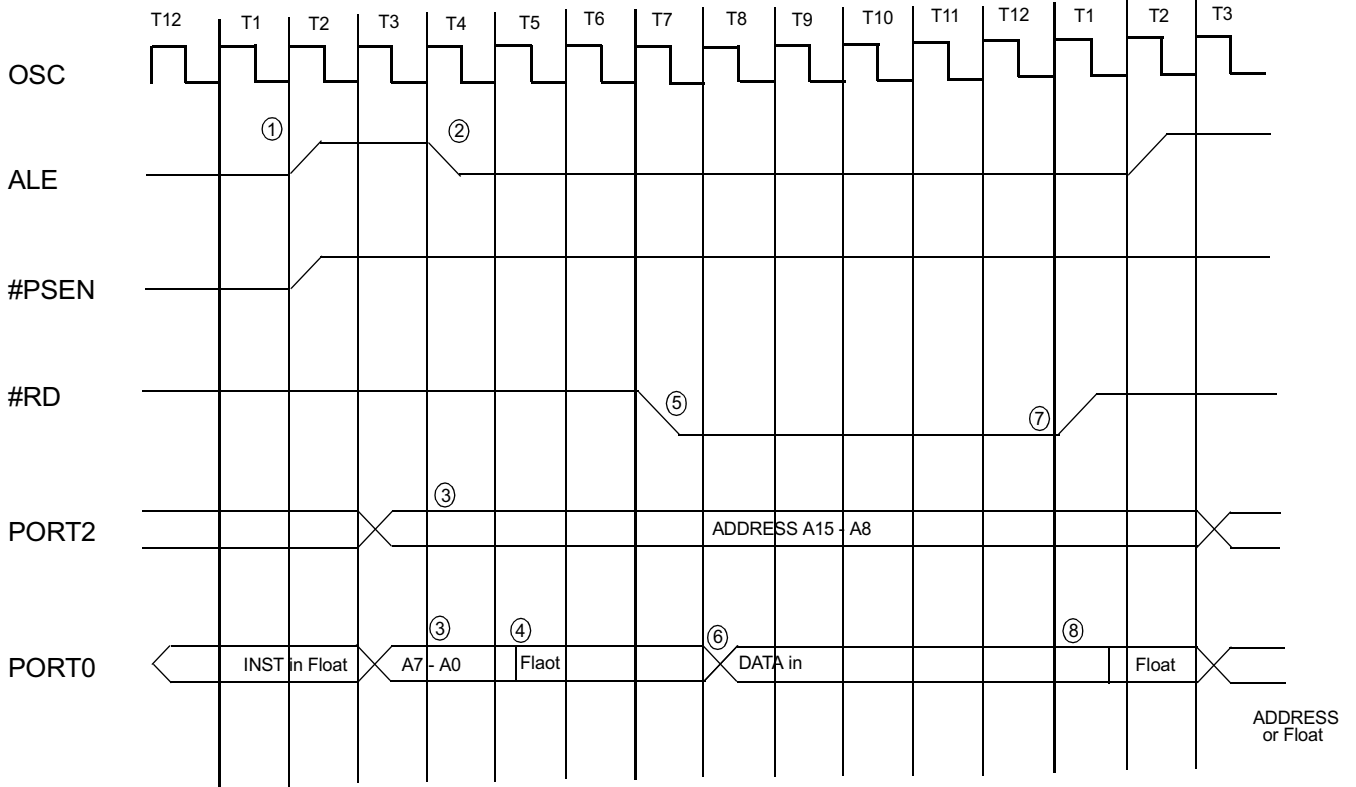 T12 T1 T2 T3 T4 T5 T6 T7 T8 T9 T10 T11 T12 T1 T2 T3
OSC
① ②
ALE
#PSEN
#RD
⑤ ⑦
③
PORT2 ADDRESS A15 - A8
③ ④ ⑥ ⑧
PORT0 INST in Float A7 - A0 Flaot DATA in Float
ADDRESS
or Float